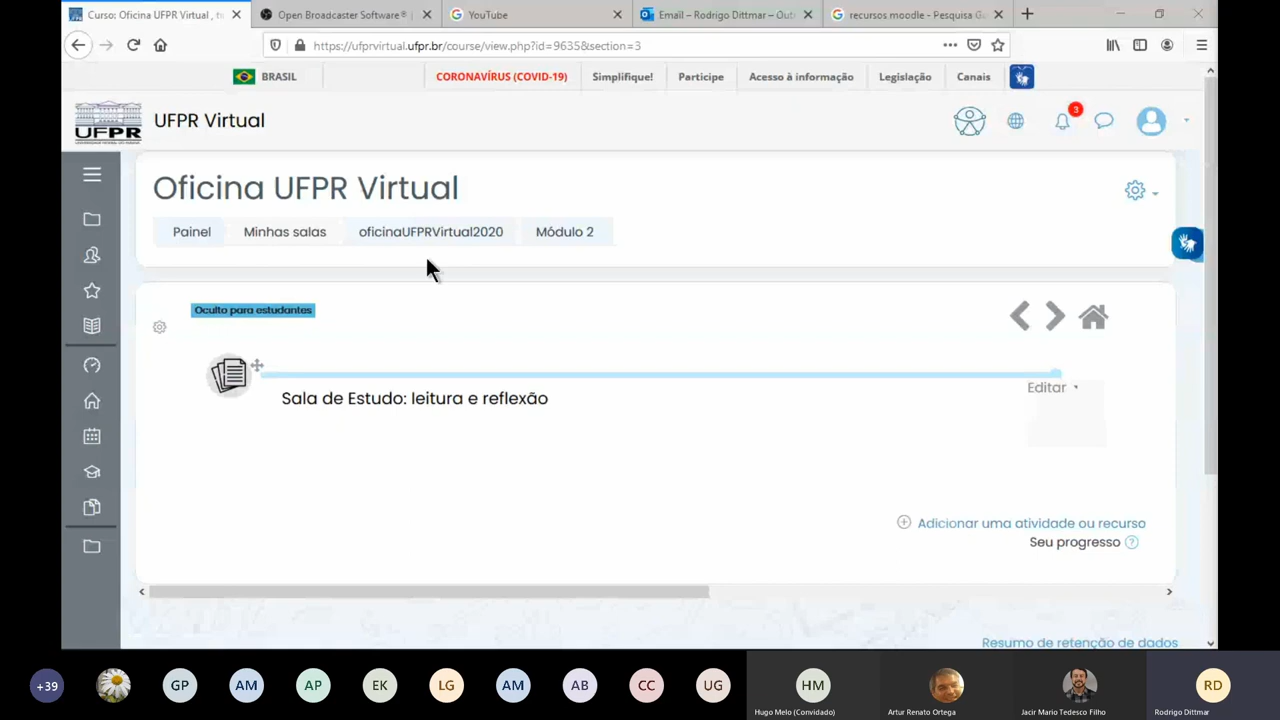 Curso: Oficina UFPR Virtual , tu
Open Broadcaster Software®
YouTube
Email – Rodrigo Dittmar – Outl
recursos moodle - Pesquisa Go
https://ufprvirtual.ufpr.br/course/view.php?id=9635&section=3
BRASIL
CORONAVÍRUS (COVID-19)
Simplifique!
Participe
Acesso à informação
Legislação
Canais
UFPR
UFPR Virtual
3
Oficina UFPR Virtual
Painel
Minhas salas
oficinaUFPRVirtual2020
Módulo 2
Oculto para estudantes
Editar
Sala de Estudo: leitura e reflexão
Adicionar uma atividade ou recurso
Seu progresso
Resumo de retenção de dados
+39
GP
AM
AP
EK
LG
AM
AB
CC
UG
HM
RD
Hugo Melo (Convidado)
Artur Renato Ortega
Jacir Mario Tedesco Filho
Rodrigo Dittmar